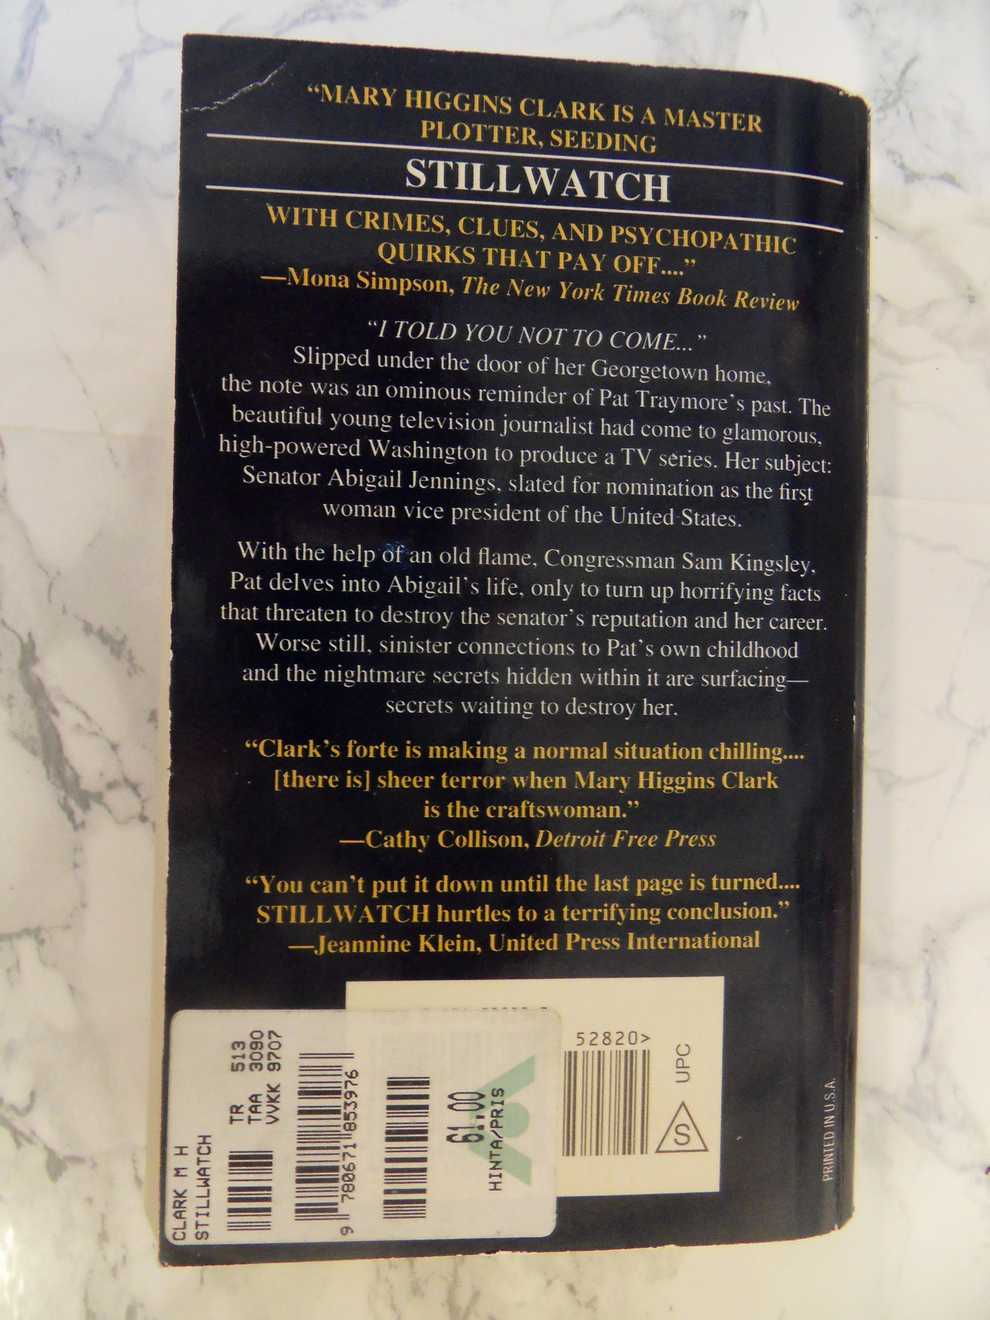 “MARY HIGGINS CLARK IS A MASTER
PLOTTER, SEEDING
STILLWATCH
WITH CRIMES, CLUES, AND PSYCHOPATHIC
QUIRKS THAT PAY OFF....”
—Mona Simpson, The New York Times Book Review
“I TOLD YOU NOT TO COME...”
Slipped under the door of her Georgetown home,
the note was an ominous reminder of Pat Traymore’s past. The
beautiful young television journalist had come to glamorous,
high-powered Washington to produce a TV series. Her subject:
Senator Abigail Jennings, slated for nomination as the first
woman vice president of the United States.
With the help of an old flame, Congressman Sam Kingsley,
Pat delves into Abigail’s life, only to turn up horrifying facts
that threaten to destroy the senator’s reputation and her career.
Worse still, sinister connections to Pat’s own childhood
and the nightmare secrets hidden within it are surfacing—
secrets waiting to destroy her.
“Clark’s forte is making a normal situation chilling....
[there is] sheer terror when Mary Higgins Clark
is the craftswoman.”
—Cathy Collison, Detroit Free Press
“You can’t put it down until the last page is turned....
STILLWATCH hurtles to a terrifying conclusion.”
—Jeannine Klein, United Press International
CLARK M H
STILLWATCH
TR 513
TAA 3090
VVKK 9707
9 780671 853976
61,00
HINTA/PRIS
52820>
UPC
S
PRINTED IN U.S.A.